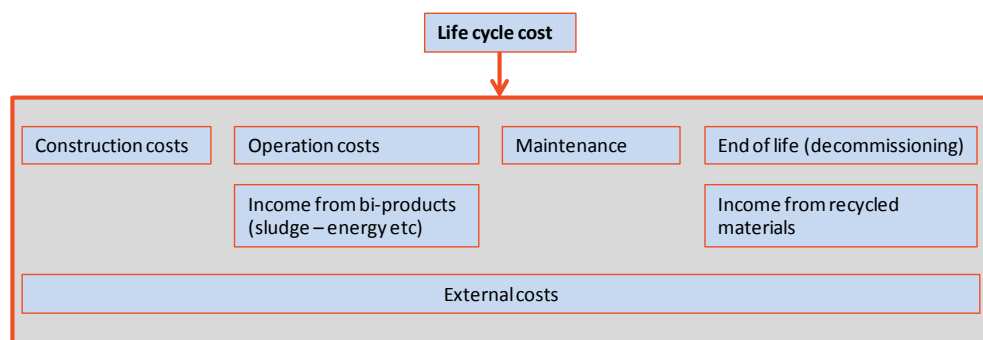 Life cycle cost
Construction costs
Operation costs
Maintenance
End of life (decommissioning)
Income from bi-products
(sludge – energy etc)
Income from recycled
materials
External costs